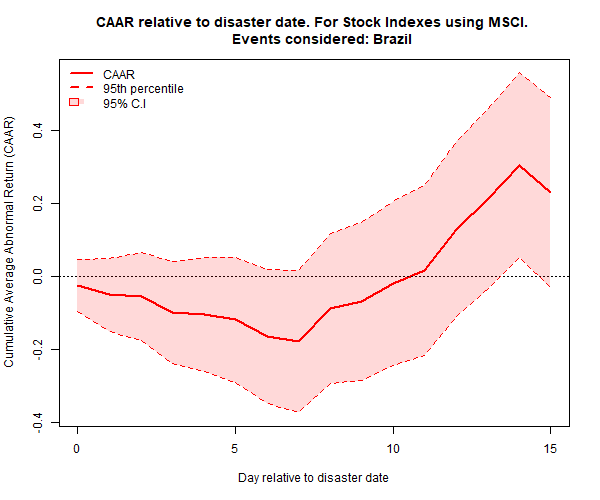 CAAR relative to disaster date. For Stock Indexes using MSCI.
Events considered: Brazil
CAAR
95th percentile
95% C.I
Cumulative Average Abnormal Return (CAAR)
0.4
0.2
0.0
-0.2
-0.4
0 5 10 15
Day relative to disaster date